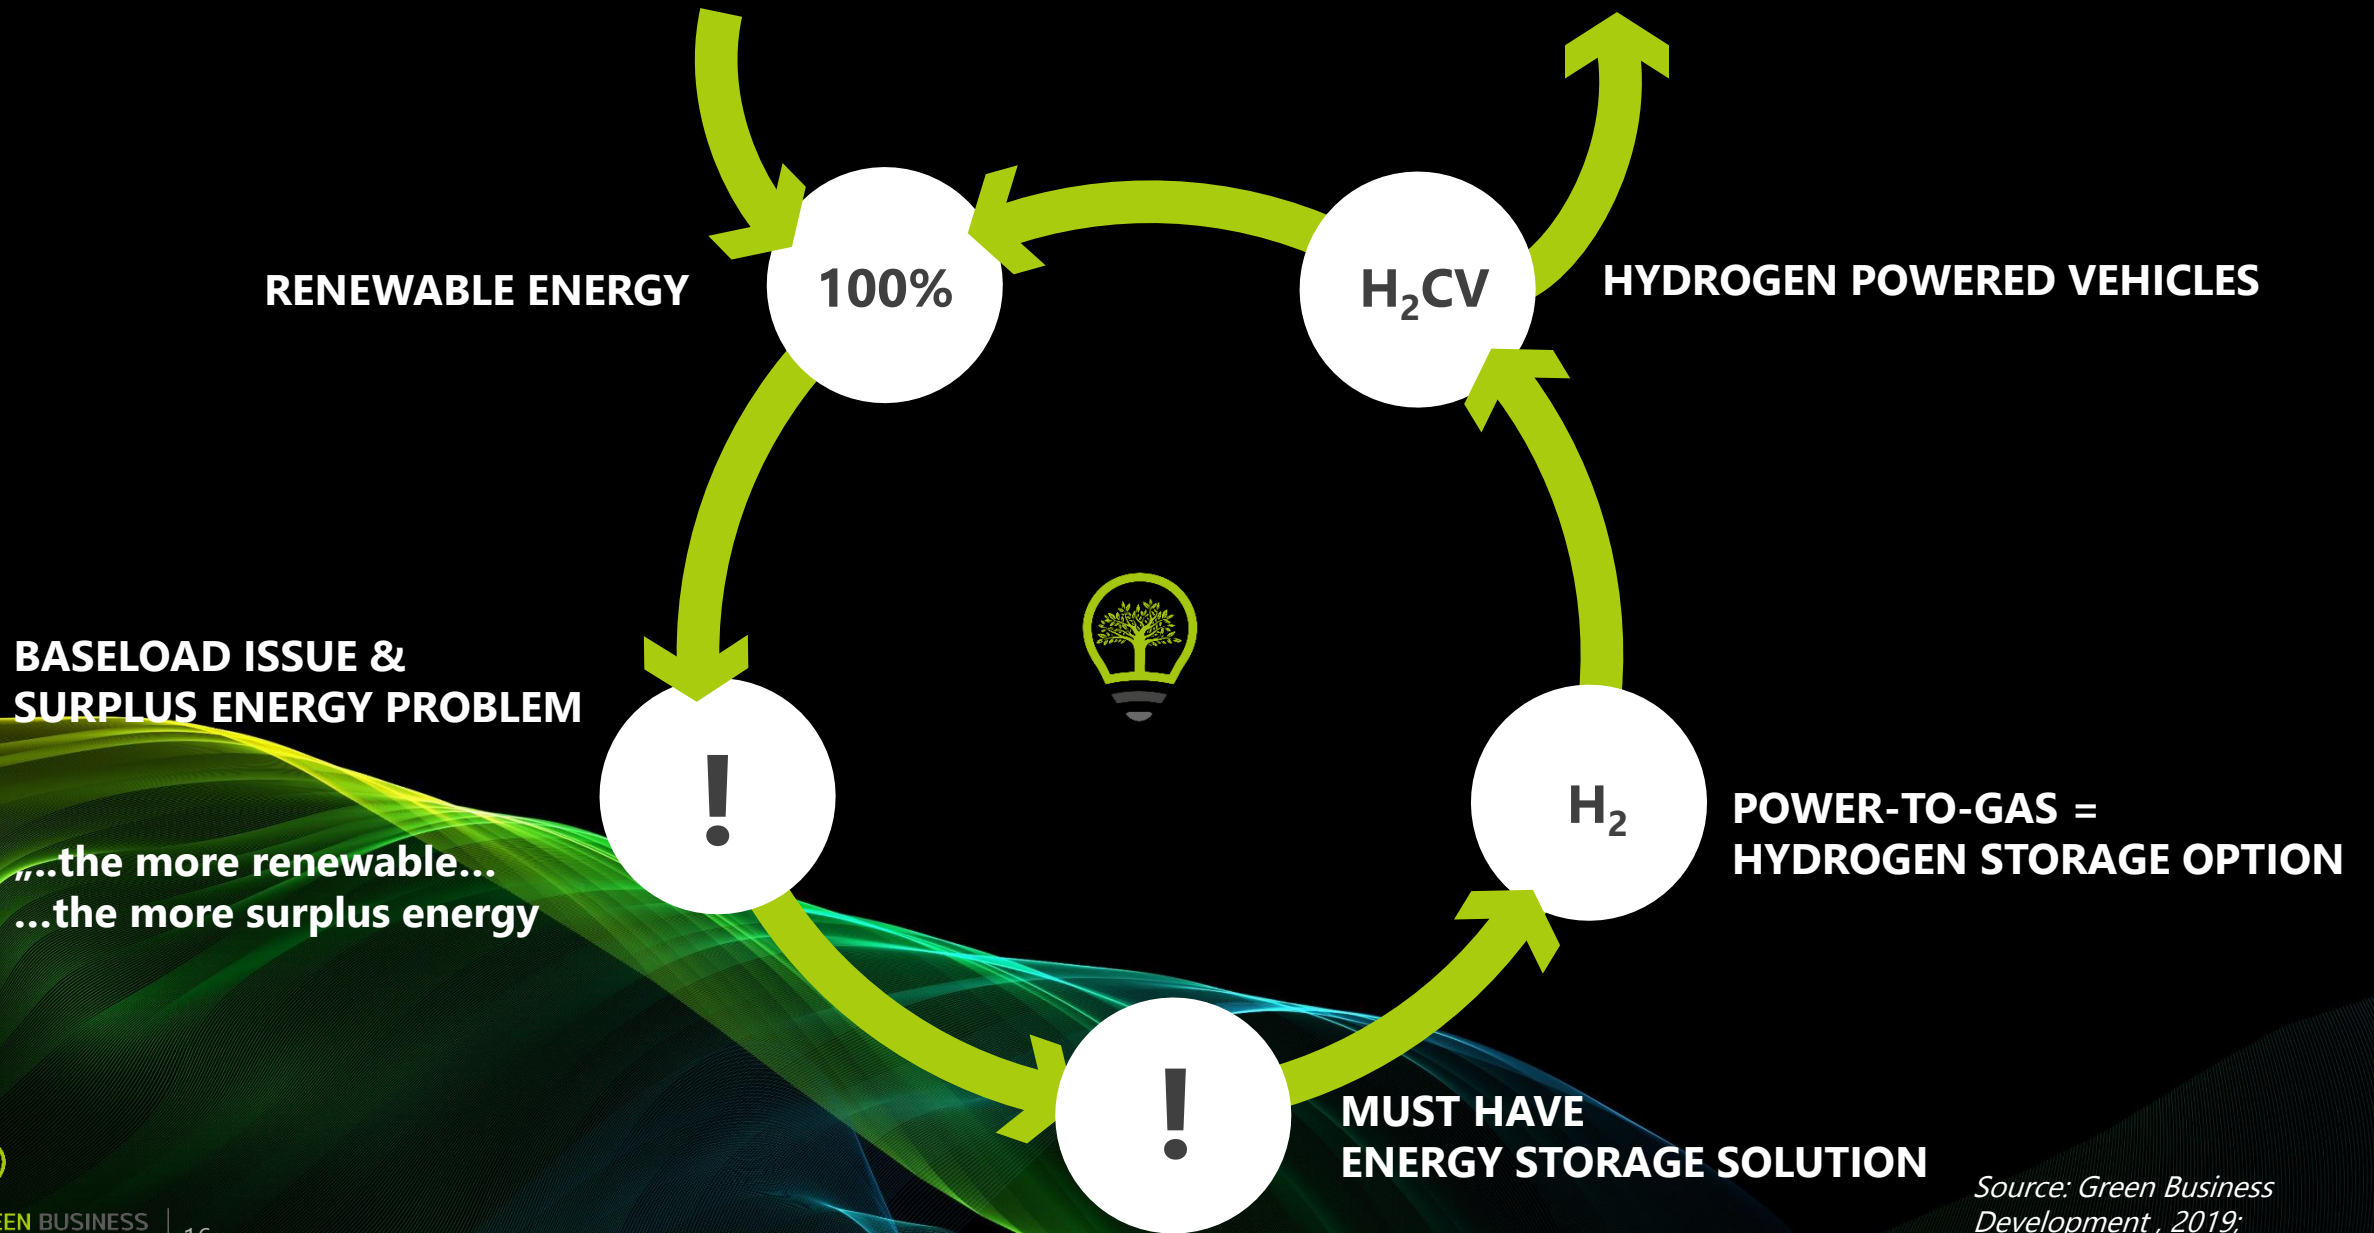 100%
H₂CV
RENEWABLE ENERGY
HYDROGEN POWERED VEHICLES
BASELOAD ISSUE &
SURPLUS ENERGY PROBLEM
!
H₂
POWER-TO-GAS =
HYDROGEN STORAGE OPTION
„..the more renewable...
...the more surplus energy
!
MUST HAVE
ENERGY STORAGE SOLUTION
Source: Green Business
Development , 2019;
BUSINESS